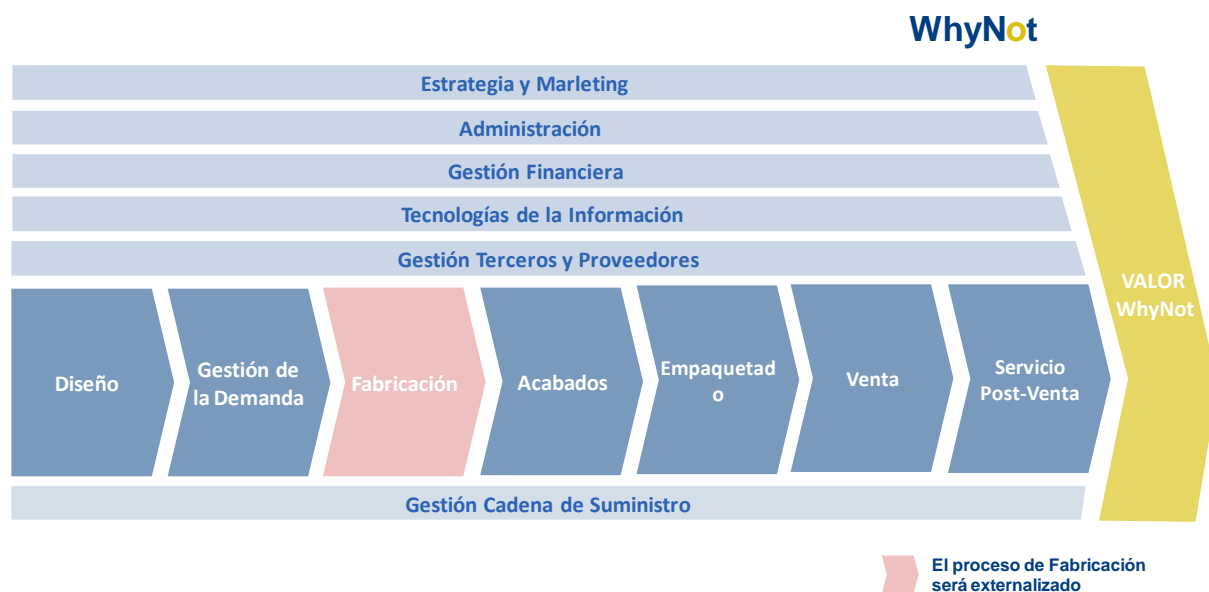 WhyNot
Estrategia y Marleting
Administración
Gestión Financiera
Tecnologías de la Información
Gestión Terceros y Proveedores
VALOR
WhyNot
Diseño
Gestión de
la Demanda
Fabricación
Acabados
Empaquetad
o
Venta
Servicio
Post-Venta
Gestión Cadena de Suministro
El proceso de Fabricación
será externalizado